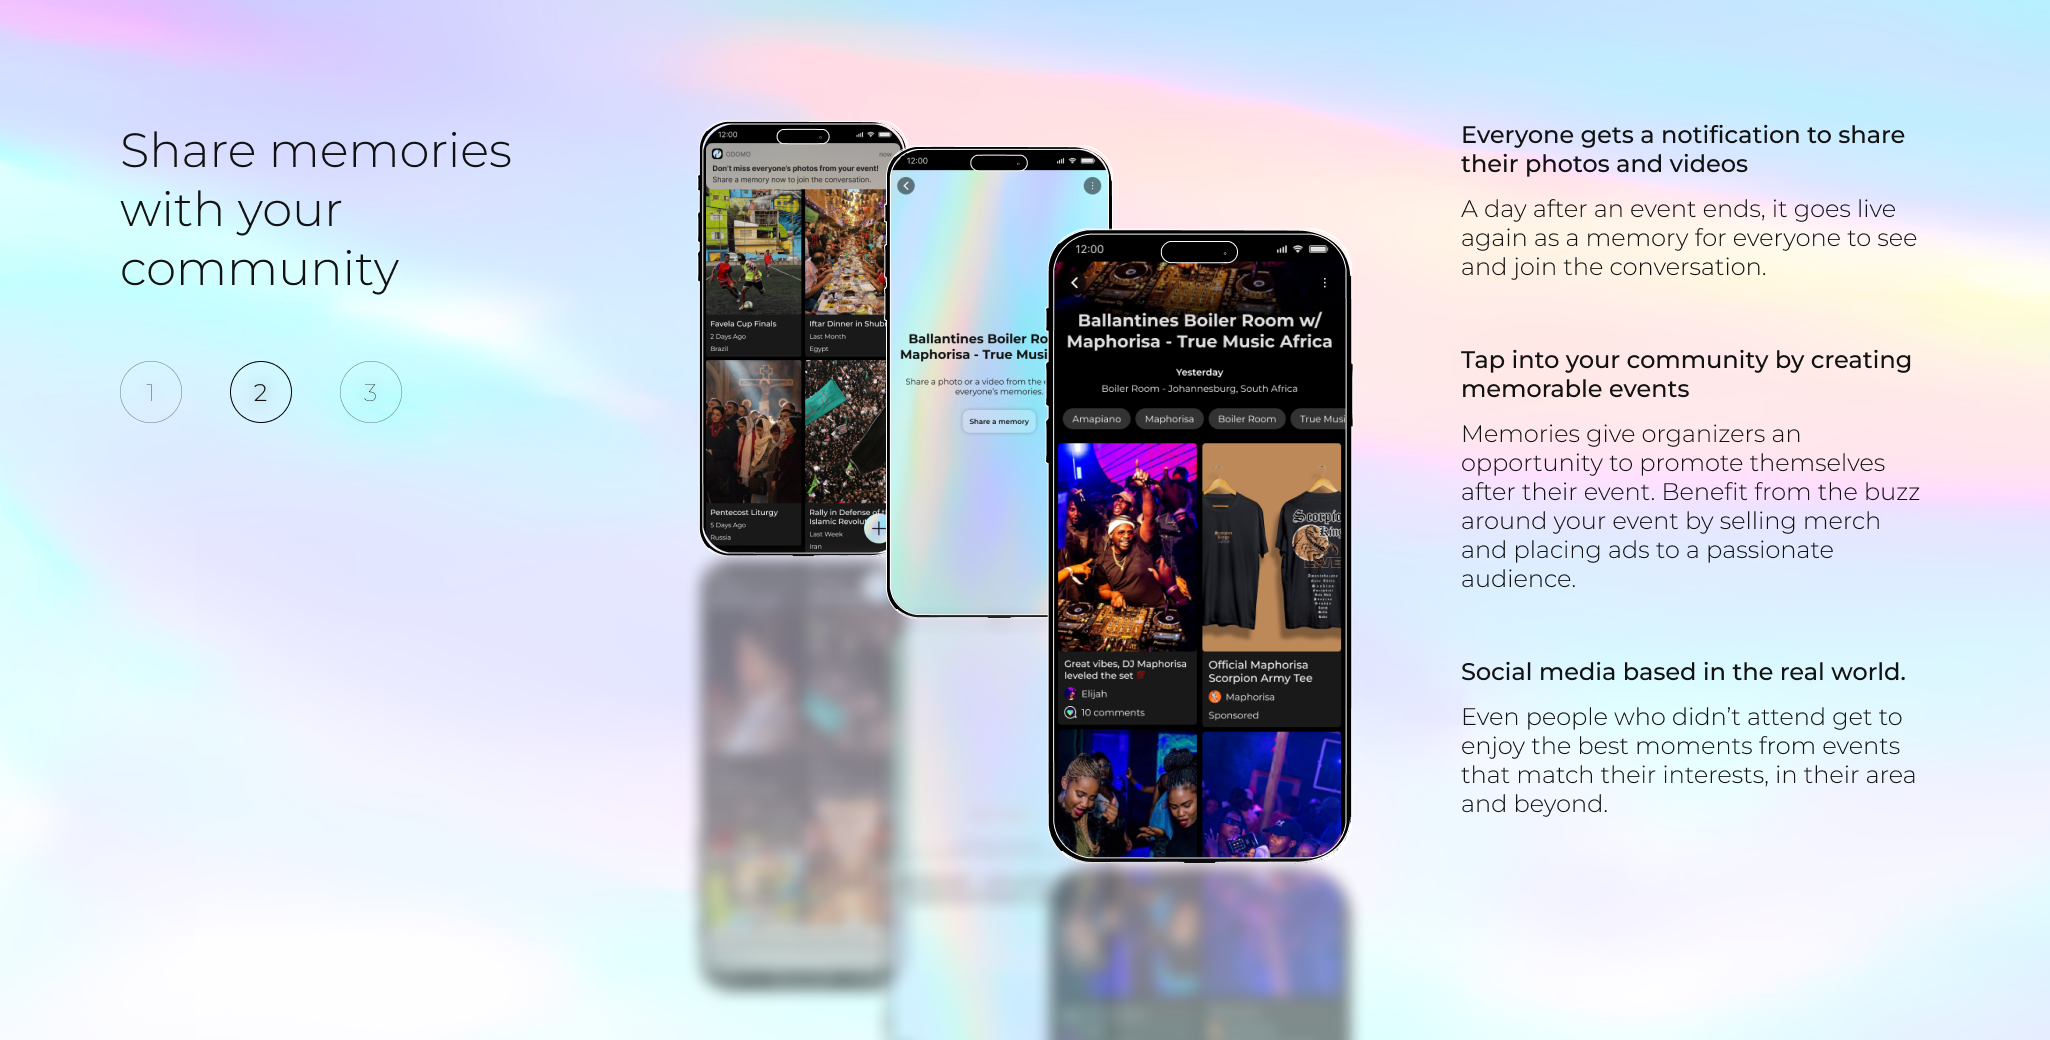 Share memories
with your
community
1
2
3
12:00
ODOMO
now
Don't miss everyone's photos from your event!
Share a memory now to join the conversation.
Favela Cup Finals
2 Days Ago
Brazil
Iftar Dinner in Shub
Last Month
Egypt
Pentecost Liturgy
5 Days Ago
Russia
Rally in Defense of
Islamic Revolut
Last Week
Iran
12:00
Ballantines Boiler Ro
Maphorisa - True Musi
Share a photo or a video from the
everyone's memories.
Share a memory
12:00
Ballantines Boiler Room w/
Maphorisa - True Music Africa
Yesterday
Boiler Room - Johannesburg, South Africa
Amapiano
Maphorisa
Boiler Room
True Musi
Great vibes, DJ Maphorisa
leveled the set 💯
Elijah
10 comments
Official Maphorisa
Scorpion Army Tee
Maphorisa
Sponsored
Everyone gets a notification to share
their photos and videos
A day after an event ends, it goes live
again as a memory for everyone to see
and join the conversation.
Tap into your community by creating
memorable events
Memories give organizers an
opportunity to promote themselves
after their event. Benefit from the buzz
around your event by selling merch
and placing ads to a passionate
audience.
Social media based in the real world.
Even people who didn't attend get to
enjoy the best moments from events
that match their interests, in their area
and beyond.